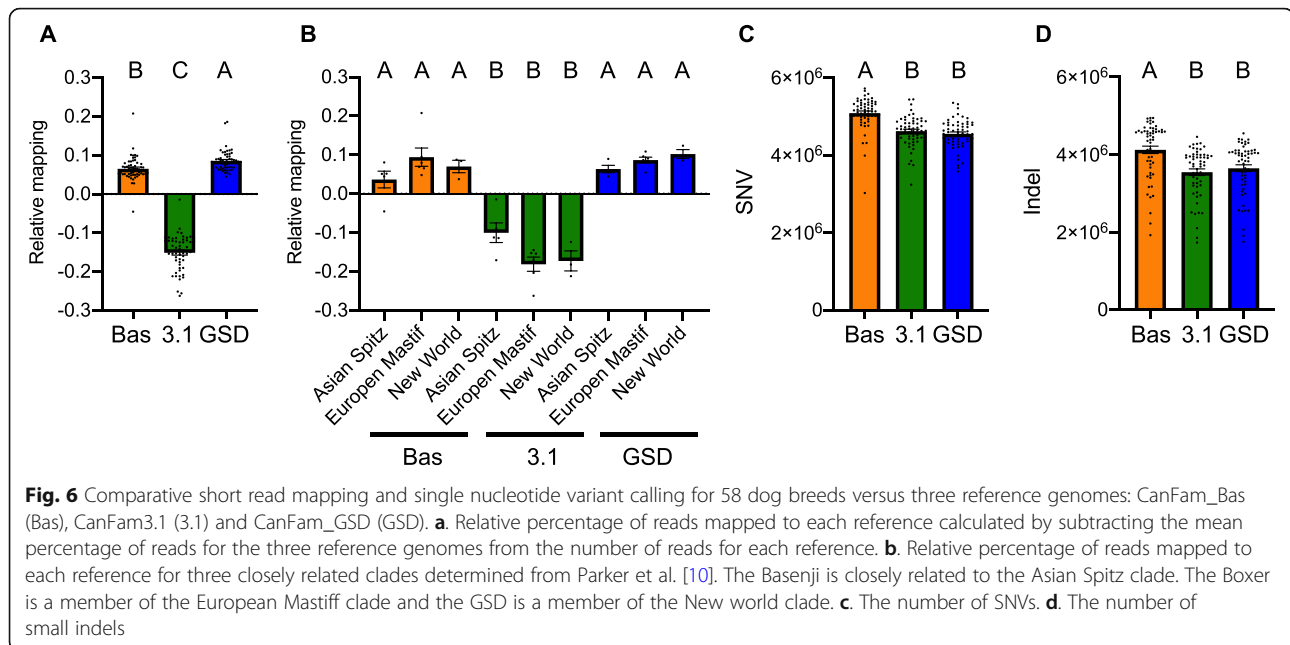 A
B
C
D
B C A
A A A B B B A A A
A B B
A B B
Relative mapping
0.3
0.2
0.1
0.0
-0.1
-0.2
-0.3
Bas 3.1 GSD
Relative mapping
0.3
0.2
0.1
0.0
-0.1
-0.2
-0.3
Asian Spitz
Europen Mastif
New World
Asian Spitz
Europen Mastif
New World
Asian Spitz
Europen Mastif
New World
Bas
3.1
GSD
SNV
6×10⁶
4×10⁶
2×10⁶
0
Bas 3.1 GSD
Indel
6×10⁶
4×10⁶
2×10⁶
0
Bas 3.1 GSD
Fig. 6 Comparative short read mapping and single nucleotide variant calling for 58 dog breeds versus three reference genomes: CanFam_Bas
(Bas), CanFam3.1 (3.1) and CanFam_GSD (GSD). a. Relative percentage of reads mapped to each reference calculated by subtracting the mean
percentage of reads for the three reference genomes from the number of reads for each reference. b. Relative percentage of reads mapped to
each reference for three closely related clades determined from Parker et al. [10]. The Basenji is closely related to the Asian Spitz clade. The Boxer
is a member of the European Mastiff clade and the GSD is a member of the New world clade. c. The number of SNVs. d. The number of
small indels